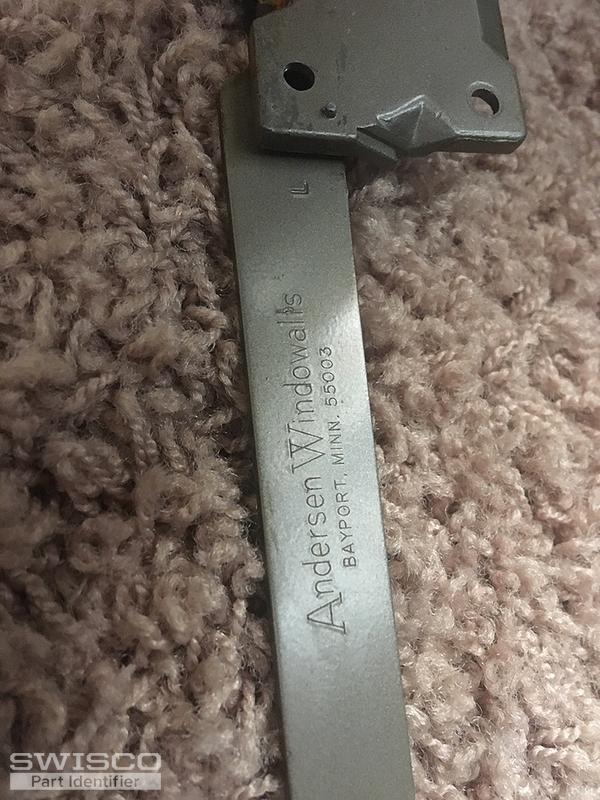 L
Andersen Windowalls
BAYPORT, MINN. 55003
SWISCO
Part Identifier